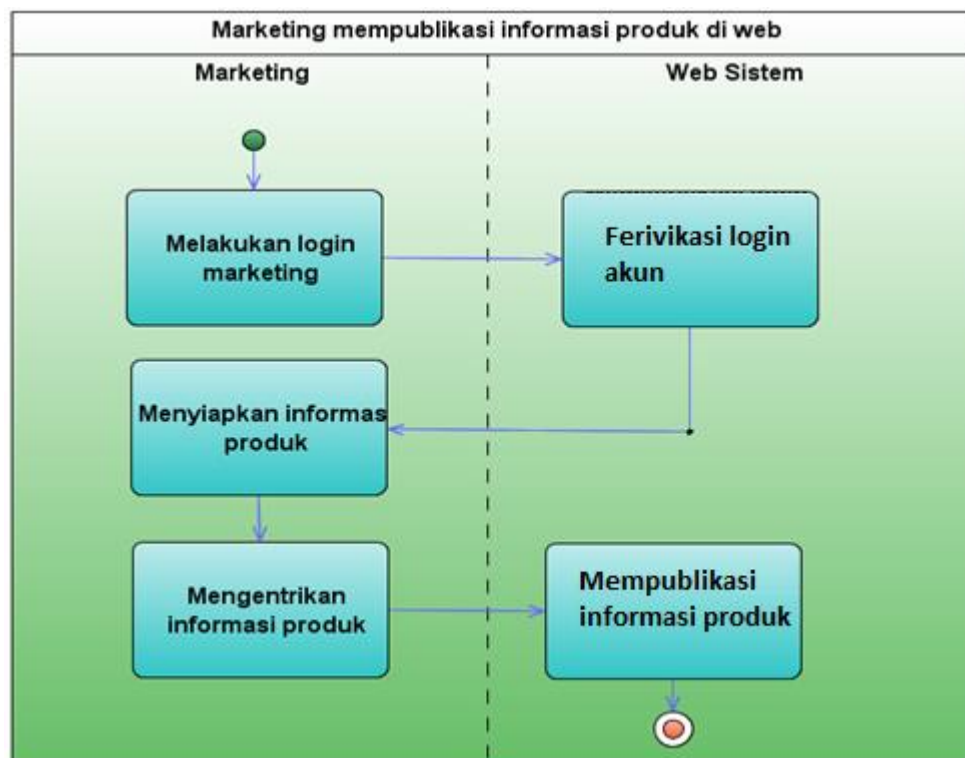 Marketing mempublikasi informasi produk di web
Marketing
Web Sistem
Melakukan login
marketing
Ferivikasi login
akun
Menyiapkan informas
produk
Mengentrikan
informasi produk
Mempublikasi
informasi produk